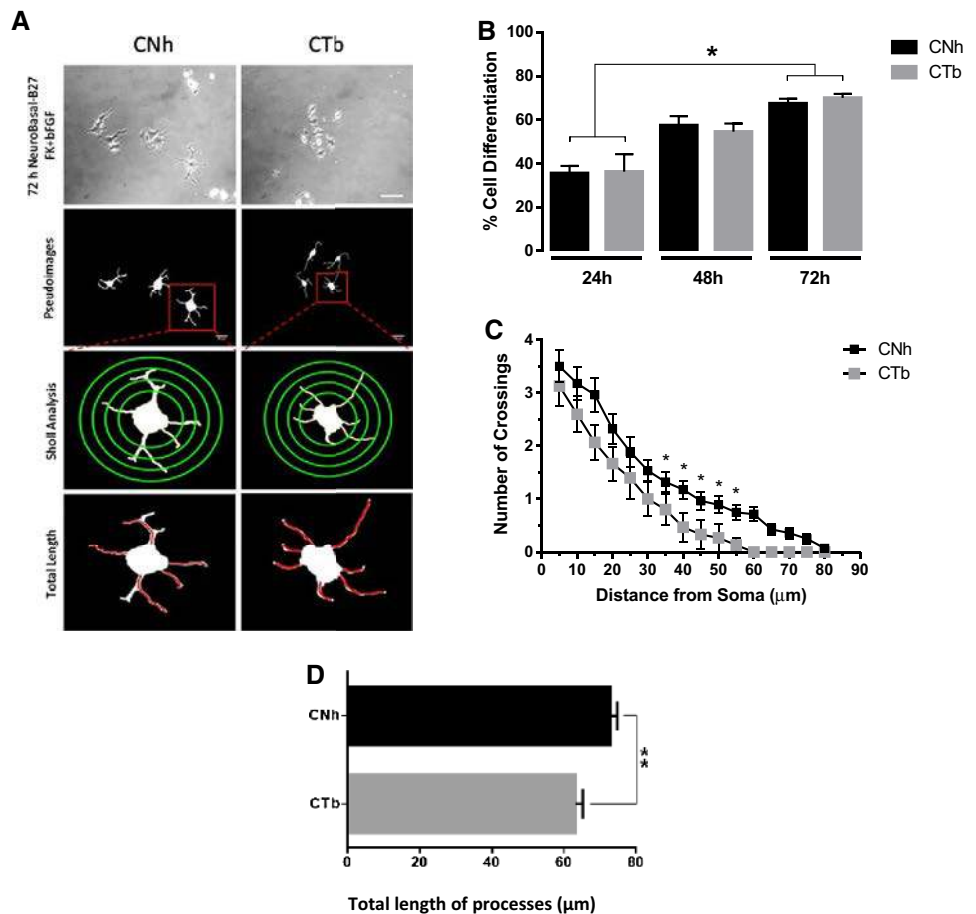 A
CNh CTb
72 h NeuroBasal-B27
FK+bFGF
Pseudoimages
Sholl Analysis
Total Length
B
% Cell Differentiation
100
80
60
40
20
0
*
CNh
CTb
24h 48h 72h
C
Number of Crossings
4
3
2
1
0
* * * * *
CNh
CTb
0 10 20 30 40 50 60 70 80 90
Distance from Soma (µm)
D
CNh
CTb
**
0 20 40 60 80
Total length of processes (µm)